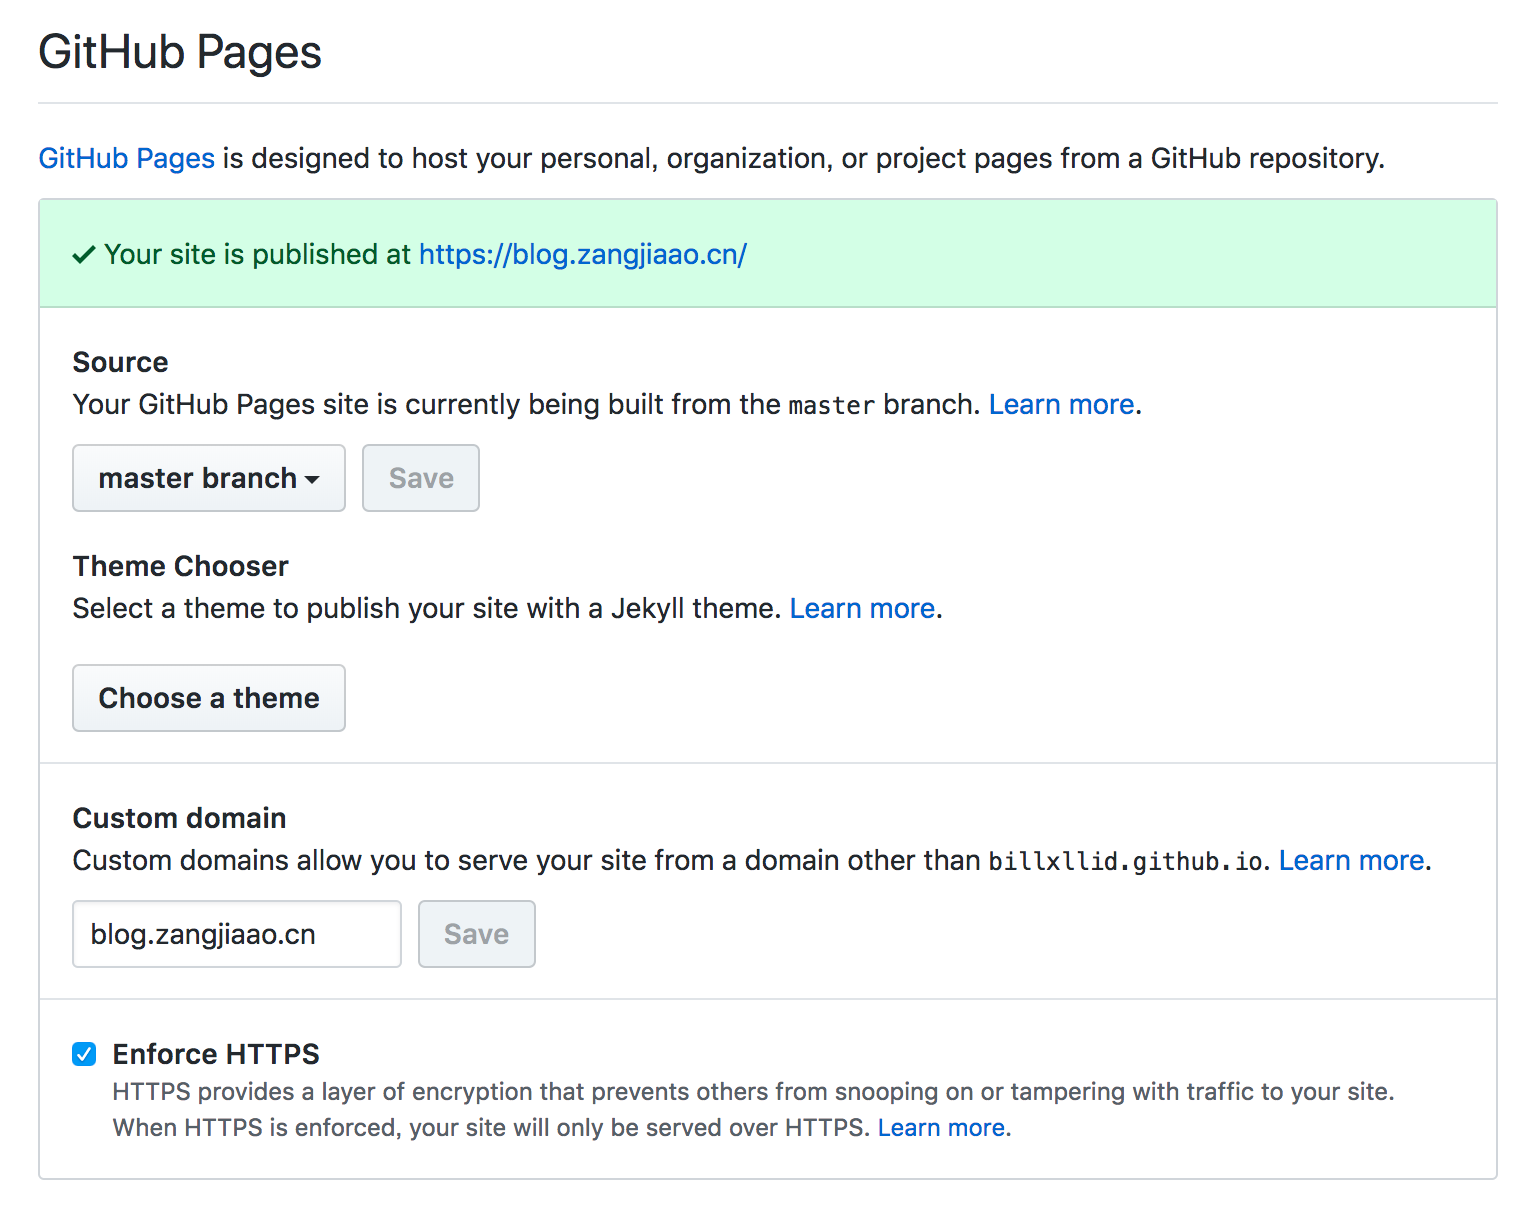 GitHub Pages
GitHub Pages is designed to host your personal, organization, or project pages from a GitHub repository.
Your site is published at https://blog.zangjiaao.cn/
Source
Your GitHub Pages site is currently being built from the master branch. Learn more.
master branch Save
Theme Chooser
Select a theme to publish your site with a Jekyll theme. Learn more.
Choose a theme
Custom domain
Custom domains allow you to serve your site from a domain other than billxllid.github.io. Learn more.
blog.zangjiaao.cn Save
Enforce HTTPS
HTTPS provides a layer of encryption that prevents others from snooping on or tampering with traffic to your site.
When HTTPS is enforced, your site will only be served over HTTPS. Learn more.